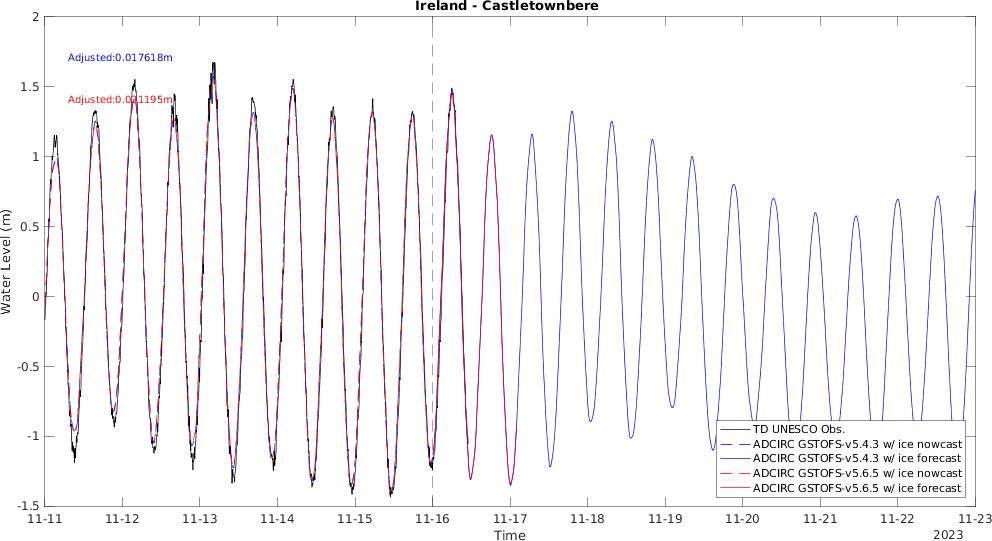 Ireland - Castletownbere
2
1.5
1
0.5
0
-0.5
-1
-1.5
Water Level (m)
Adjusted:0.017618m
Adjusted:0.021195m
TD UNESCO Obs.
ADCIRC GSTOFS-v5.4.3 w/ ice nowcast
ADCIRC GSTOFS-v5.4.3 w/ ice forecast
ADCIRC GSTOFS-v5.6.5 w/ ice nowcast
ADCIRC GSTOFS-v5.6.5 w/ ice forecast
11-11 11-12 11-13 11-14 11-15 11-16 11-17 11-18 11-19 11-20 11-21 11-22 11-23
Time
2023